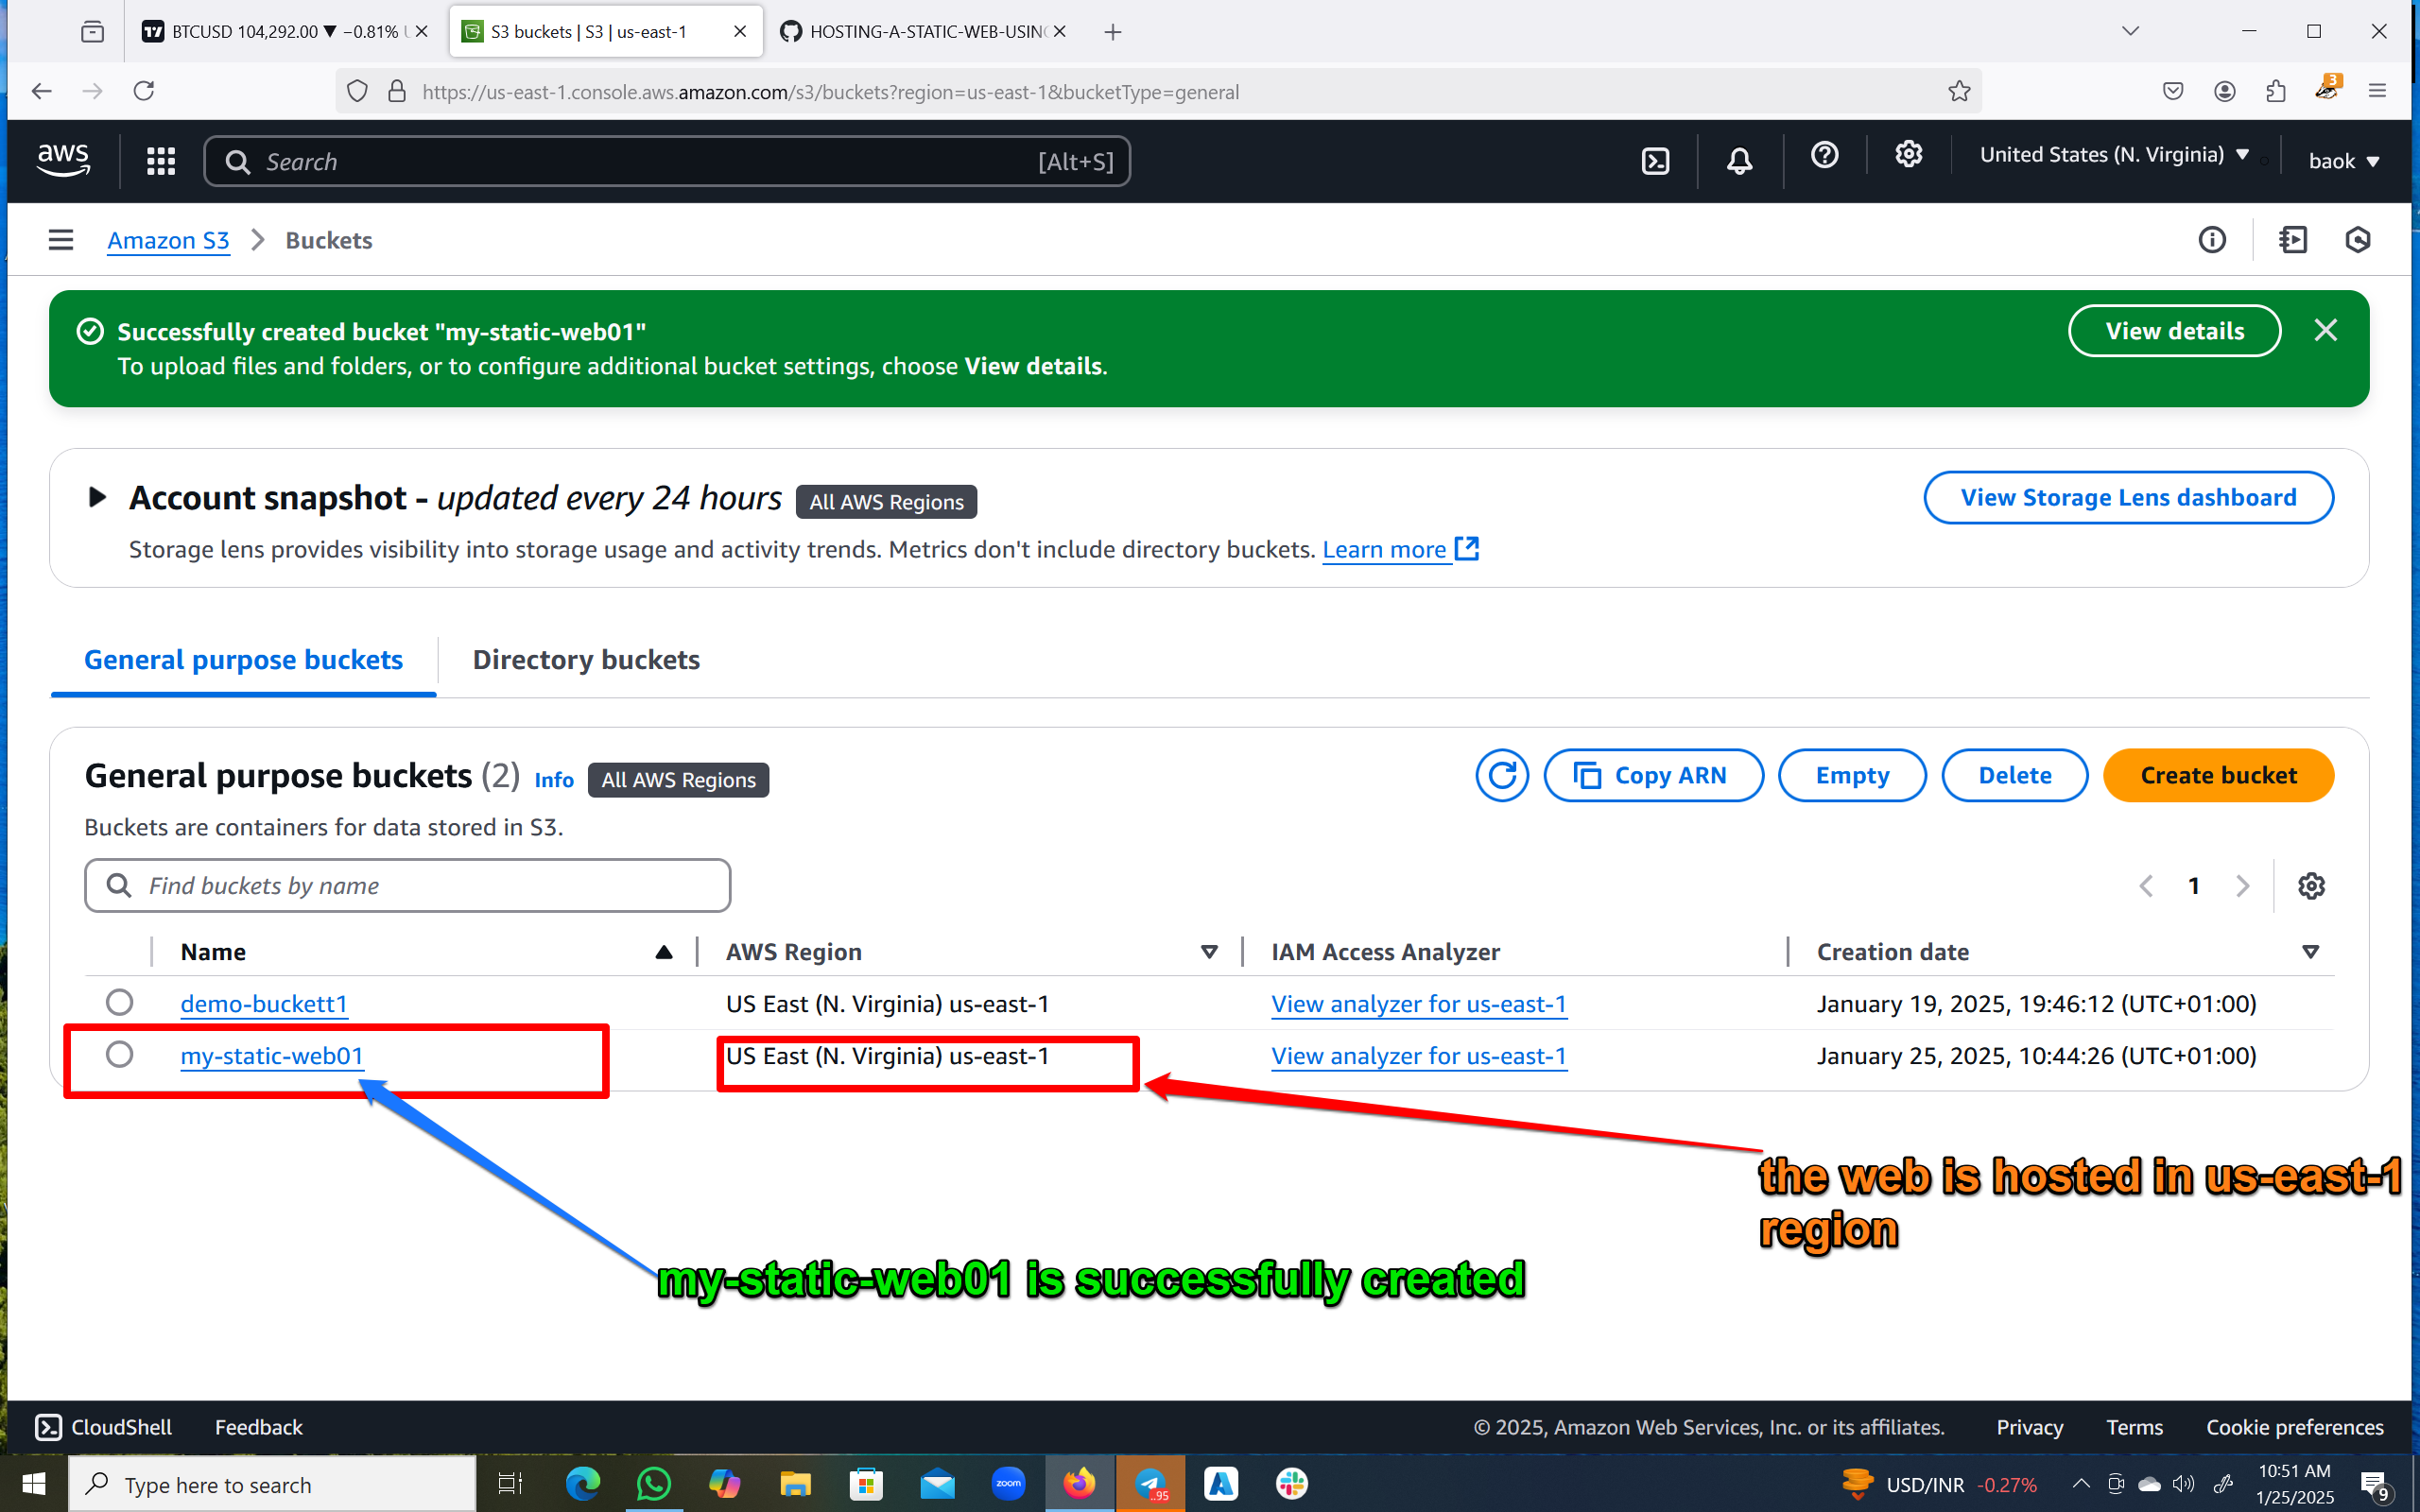 BTCUSD 104,292.00 ▼ −0.81%
S3 buckets | S3 | us-east-1
HOSTING-A-STATIC-WEB-USING
https://us-east-1.console.aws.amazon.com/s3/buckets?region=us-east-1&bucketType=general
3
aws
Search
[Alt+S]
United States (N. Virginia)
baok
Amazon S3
Buckets
Successfully created bucket "my-static-web01"
To upload files and folders, or to configure additional bucket settings, choose View details.
View details
Account snapshot - updated every 24 hours
All AWS Regions
View Storage Lens dashboard
Storage lens provides visibility into storage usage and activity trends. Metrics don't include directory buckets. Learn more
General purpose buckets
Directory buckets
General purpose buckets (2)
Info
All AWS Regions
Copy ARN
Empty
Delete
Create bucket
Buckets are containers for data stored in S3.
Find buckets by name
1
Name
AWS Region
IAM Access Analyzer
Creation date
demo-buckett1
US East (N. Virginia) us-east-1
View analyzer for us-east-1
January 19, 2025, 19:46:12 (UTC+01:00)
my-static-web01
US East (N. Virginia) us-east-1
View analyzer for us-east-1
January 25, 2025, 10:44:26 (UTC+01:00)
the web is hosted in us-east-1
region
my-static-web01 is successfully created
CloudShell
Feedback
© 2025, Amazon Web Services, Inc. or its affiliates.
Privacy
Terms
Cookie preferences
Type here to search
zoom
..95
USD/INR
-0.27%
10:51 AM
1/25/2025
9